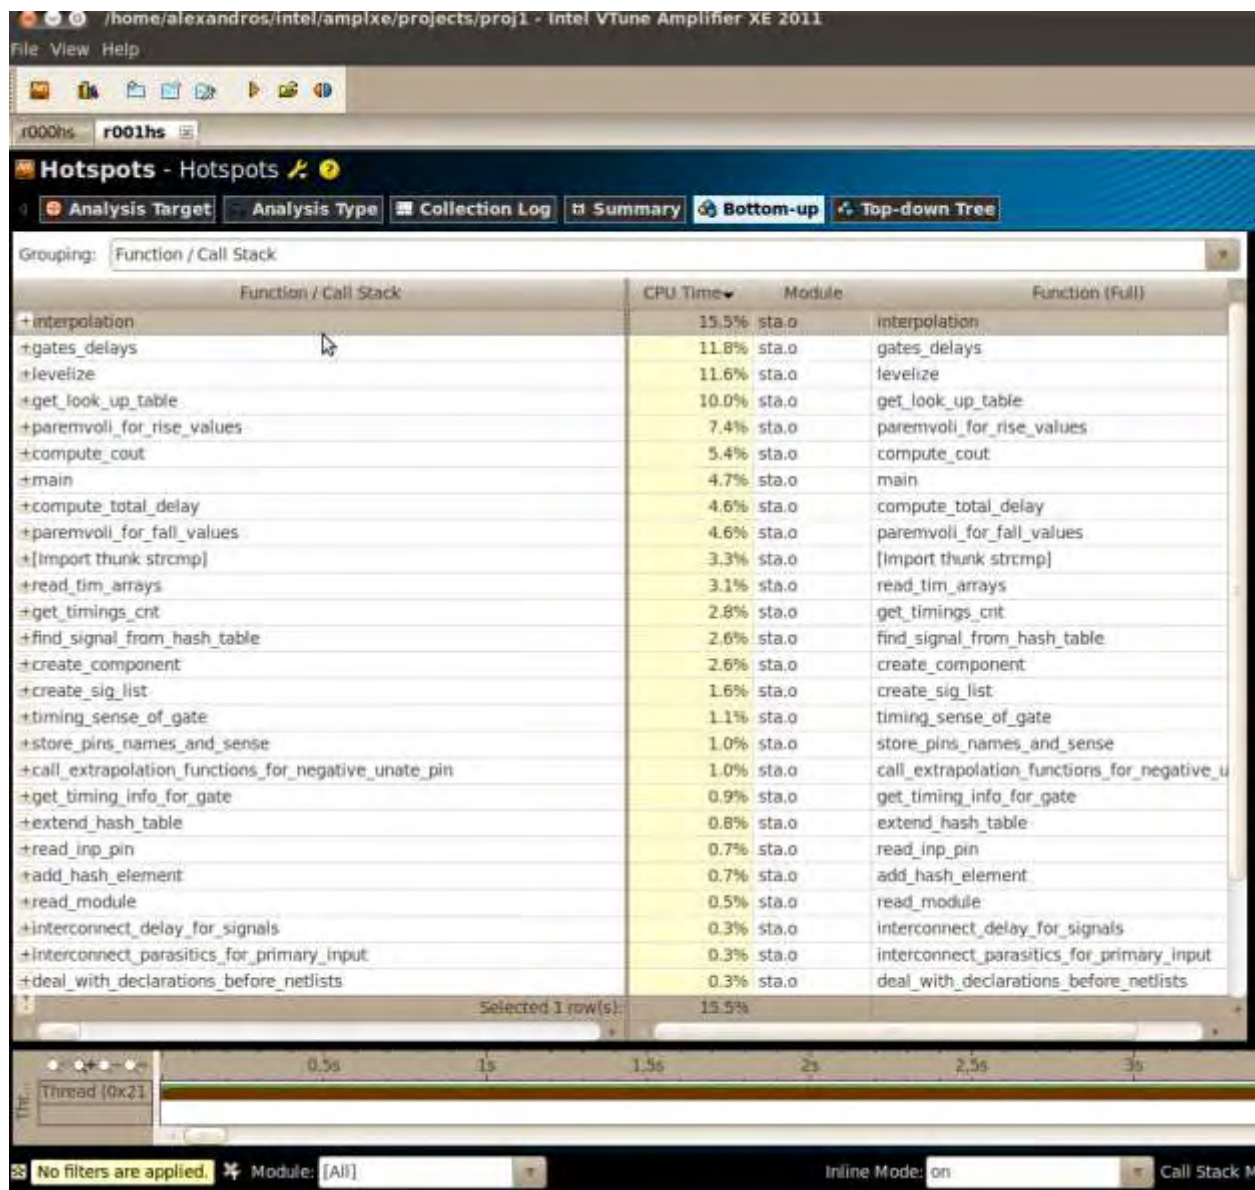 /home/alexandros/intel/amplxe/projects/proj1 - Intel VTune Amplifier XE 2011
File View Help
r000hs r001hs
Hotspots - Hotspots
Analysis Target Analysis Type Collection Log Summary Bottom-up Top-down Tree
Grouping: Function / Call Stack
Function / Call Stack CPU Time Module Function (Full)
+interpolation 15.5% sta.o interpolation
+gates_delays 11.8% sta.o gates_delays
+levelize 11.6% sta.o levelize
+get_look_up_table 10.0% sta.o get_look_up_table
+paremvoli_for_rise_values 7.4% sta.o paremvoli_for_rise_values
+compute_cout 5.4% sta.o compute_cout
+main 4.7% sta.o main
+compute_total_delay 4.6% sta.o compute_total_delay
+paremvoli_for_fall_values 4.6% sta.o paremvoli_for_fall_values
+[Import thunk strcmp] 3.3% sta.o [Import thunk strcmp]
+read_tim_arrays 3.1% sta.o read_tim_arrays
+get_timings_cnt 2.8% sta.o get_timings_cnt
+find_signal_from_hash_table 2.6% sta.o find_signal_from_hash_table
+create_component 2.6% sta.o create_component
+create_sig_list 1.6% sta.o create_sig_list
+timing_sense_of_gate 1.1% sta.o timing_sense_of_gate
+store_pins_names_and_sense 1.0% sta.o store_pins_names_and_sense
+call_extrapolation_functions_for_negative_unate_pin 1.0% sta.o call_extrapolation_functions_for_negative_u
+get_timing_info_for_gate 0.9% sta.o get_timing_info_for_gate
+extend_hash_table 0.8% sta.o extend_hash_table
+read_inp_pin 0.7% sta.o read_inp_pin
+add_hash_element 0.7% sta.o add_hash_element
+read_module 0.5% sta.o read_module
+interconnect_delay_for_signals 0.3% sta.o interconnect_delay_for_signals
+interconnect_parasitics_for_primary_input 0.3% sta.o interconnect_parasitics_for_primary_input
+deal_with_declarations_before_netlists 0.3% sta.o deal_with_declarations_before_netlists
Selected 1 row(s): 15.5%
0.5s 1s 1.5s 2s 2.5s 3s
Thr... Thread (0x21
No filters are applied. Module: [All] Inline Mode: on Call Stack M